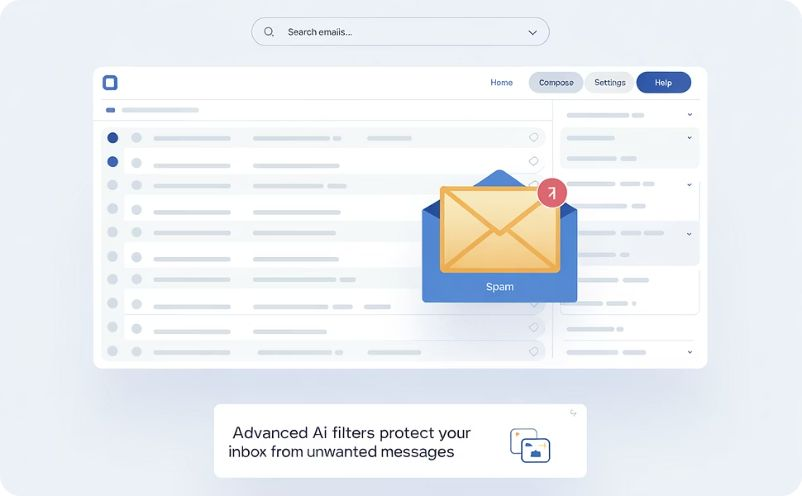 Search emails...
Home Compose Settings Help
Spam
Advanced Ai filters protect your
inbox from unwanted messages